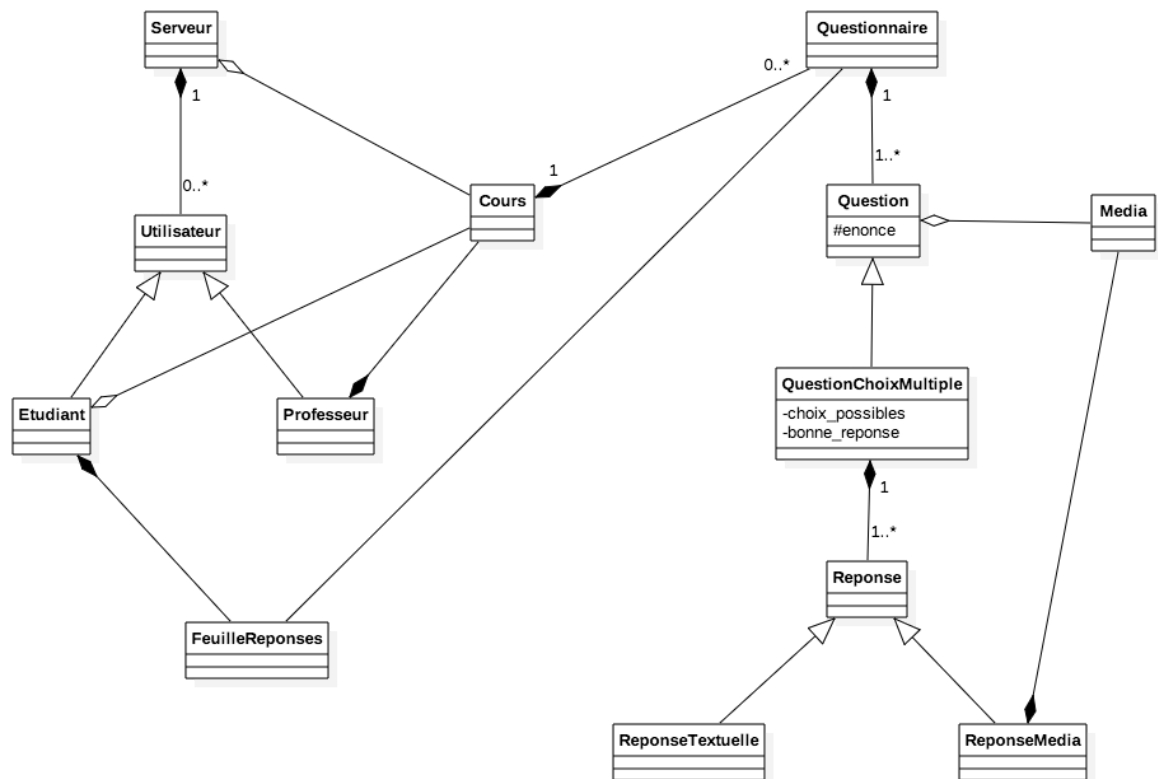 Serveur
Questionnaire
0..*
1
1
1..*
1
0..*
Cours
Question
#enonce
Media
Utilisateur
QuestionChoixMultiple
-choix_possibles
-bonne_reponse
Etudiant
Professeur
1
1..*
Reponse
FeuilleReponses
ReponseTextuelle
ReponseMedia